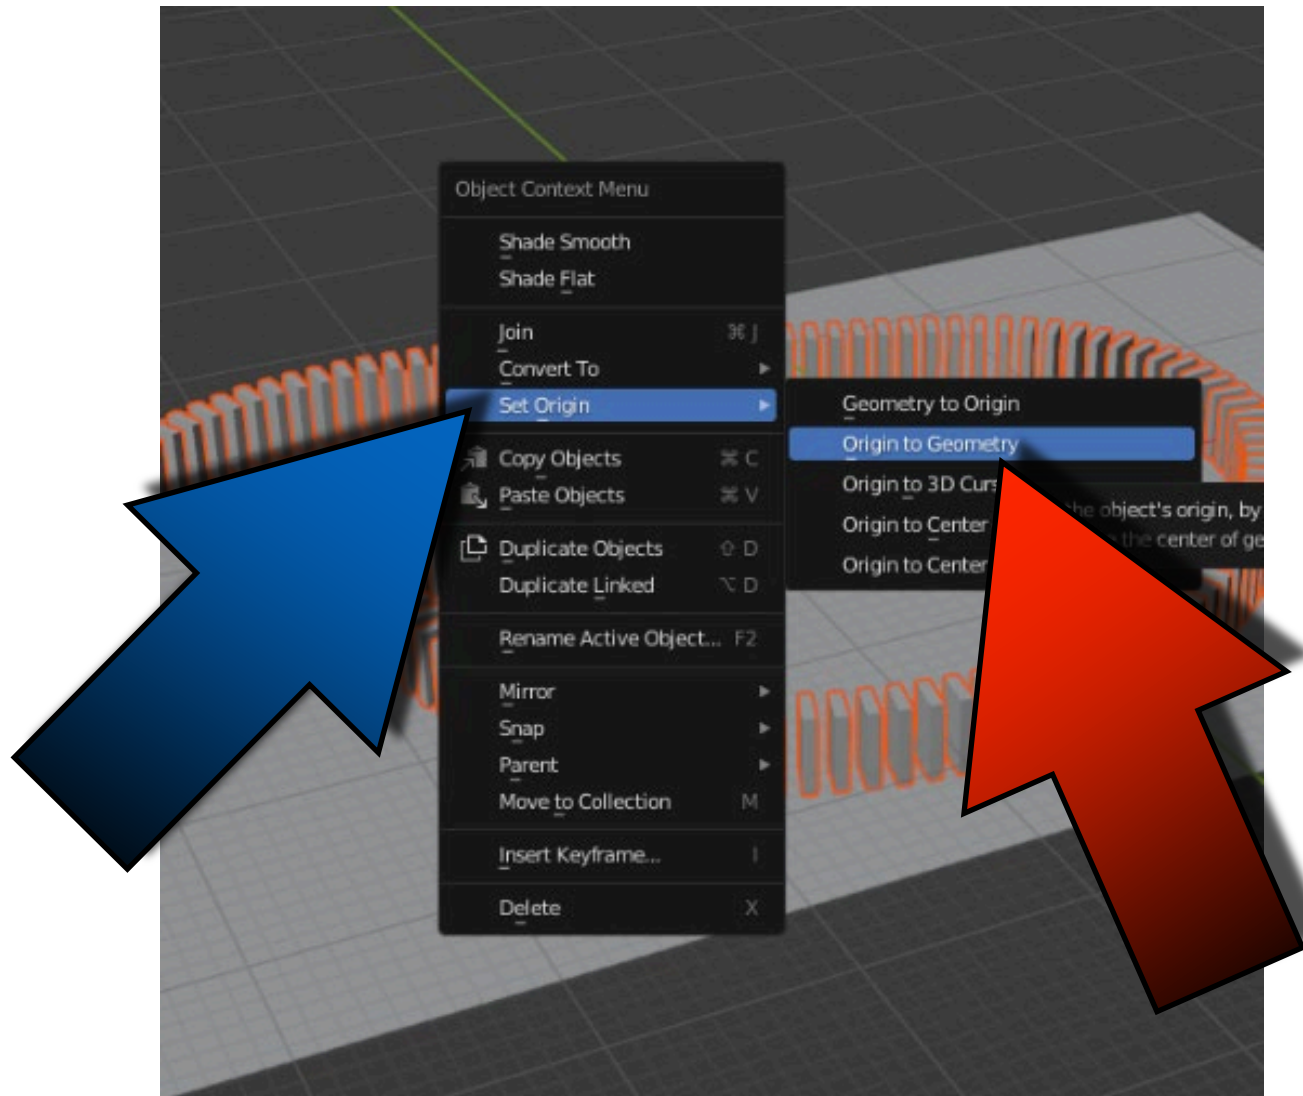 Object Context Menu
Shade Smooth
Shade Flat
Join ⌘ J
Convert To
Set Origin
Copy Objects ⌘ C
Paste Objects ⌘ V
Duplicate Objects ⇧ D
Duplicate Linked ⌥ D
Rename Active Object... F2
Mirror
Snap
Parent
Move to Collection M
Insert Keyframe... I
Delete X
Geometry to Origin
Origin to Geometry
Origin to 3D
Origin to Center
Origin to Center
object's origin, by
the center of